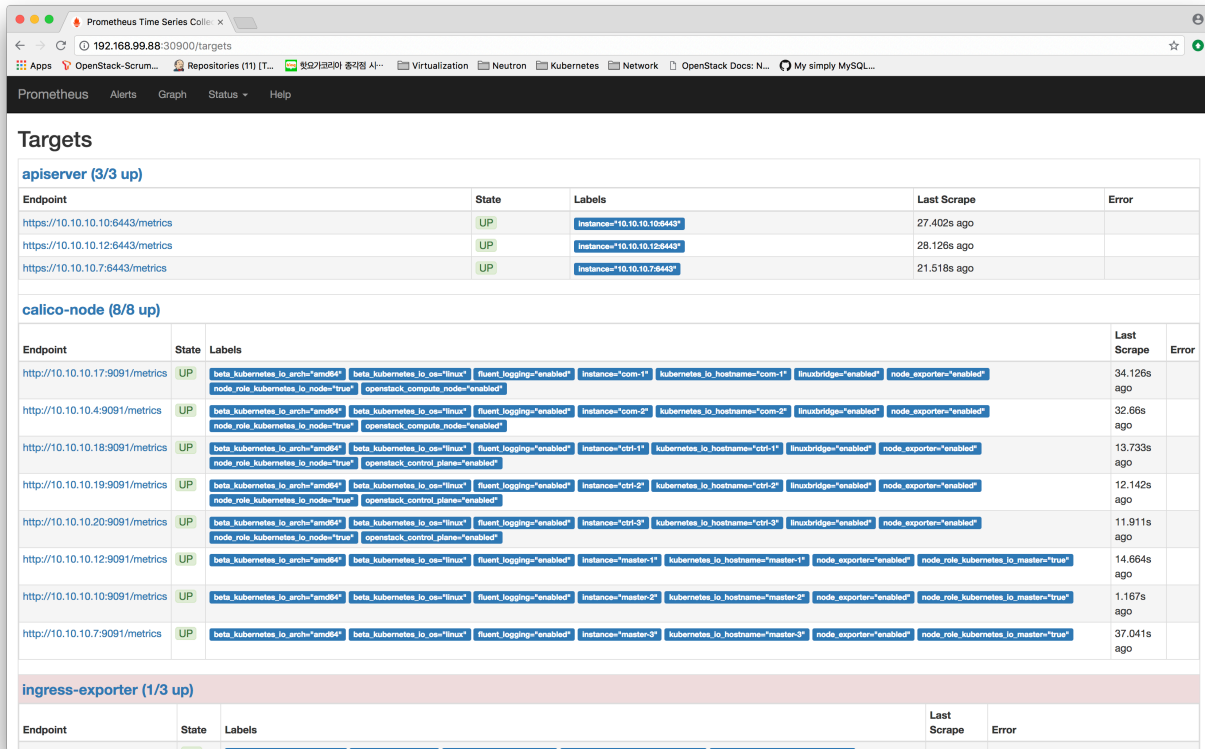 Prometheus Time Series Collec
192.168.99.88:30900/targets
Apps OpenStack-Scrum... Repositories (11) [T... 핫요가코리아 종각점 시… Virtualization Neutron Kubernetes Network OpenStack Docs: N... My simply MySQL...
Prometheus Alerts Graph Status Help
Targets
apiserver (3/3 up)
Endpoint State Labels Last Scrape Error
https://10.10.10.10:6443/metrics UP instance="10.10.10.10:6443" 27.402s ago
https://10.10.10.12:6443/metrics UP instance="10.10.10.12:6443" 28.126s ago
https://10.10.10.7:6443/metrics UP instance="10.10.10.7:6443" 21.518s ago
calico-node (8/8 up)
Last
Endpoint State Labels Scrape Error
http://10.10.10.17:9091/metrics UP beta_kubernetes_io_arch="amd64" beta_kubernetes_io_os="linux" fluent_logging="enabled" instance="com-1" kubernetes_io_hostname="com-1" linuxbridge="enabled" node_exporter="enabled" 34.126s
node_role_kubernetes_io_node="true" openstack_compute_node="enabled" ago
http://10.10.10.4:9091/metrics UP beta_kubernetes_io_arch="amd64" beta_kubernetes_io_os="linux" fluent_logging="enabled" instance="com-2" kubernetes_io_hostname="com-2" linuxbridge="enabled" node_exporter="enabled" 32.66s
node_role_kubernetes_io_node="true" openstack_compute_node="enabled" ago
http://10.10.10.18:9091/metrics UP beta_kubernetes_io_arch="amd64" beta_kubernetes_io_os="linux" fluent_logging="enabled" instance="ctrl-1" kubernetes_io_hostname="ctrl-1" linuxbridge="enabled" node_exporter="enabled" 13.733s
node_role_kubernetes_io_node="true" openstack_control_plane="enabled" ago
http://10.10.10.19:9091/metrics UP beta_kubernetes_io_arch="amd64" beta_kubernetes_io_os="linux" fluent_logging="enabled" instance="ctrl-2" kubernetes_io_hostname="ctrl-2" linuxbridge="enabled" node_exporter="enabled" 12.142s
node_role_kubernetes_io_node="true" openstack_control_plane="enabled" ago
http://10.10.10.20:9091/metrics UP beta_kubernetes_io_arch="amd64" beta_kubernetes_io_os="linux" fluent_logging="enabled" instance="ctrl-3" kubernetes_io_hostname="ctrl-3" linuxbridge="enabled" node_exporter="enabled" 11.911s
node_role_kubernetes_io_node="true" openstack_control_plane="enabled" ago
http://10.10.10.12:9091/metrics UP beta_kubernetes_io_arch="amd64" beta_kubernetes_io_os="linux" fluent_logging="enabled" instance="master-1" kubernetes_io_hostname="master-1" node_exporter="enabled" node_role_kubernetes_io_master="true" 14.664s
ago
http://10.10.10.10:9091/metrics UP beta_kubernetes_io_arch="amd64" beta_kubernetes_io_os="linux" fluent_logging="enabled" instance="master-2" kubernetes_io_hostname="master-2" node_exporter="enabled" node_role_kubernetes_io_master="true" 1.167s
ago
http://10.10.10.7:9091/metrics UP beta_kubernetes_io_arch="amd64" beta_kubernetes_io_os="linux" fluent_logging="enabled" instance="master-3" kubernetes_io_hostname="master-3" node_exporter="enabled" node_role_kubernetes_io_master="true" 37.041s
ago
ingress-exporter (1/3 up)
Last
Endpoint State Labels Scrape Error